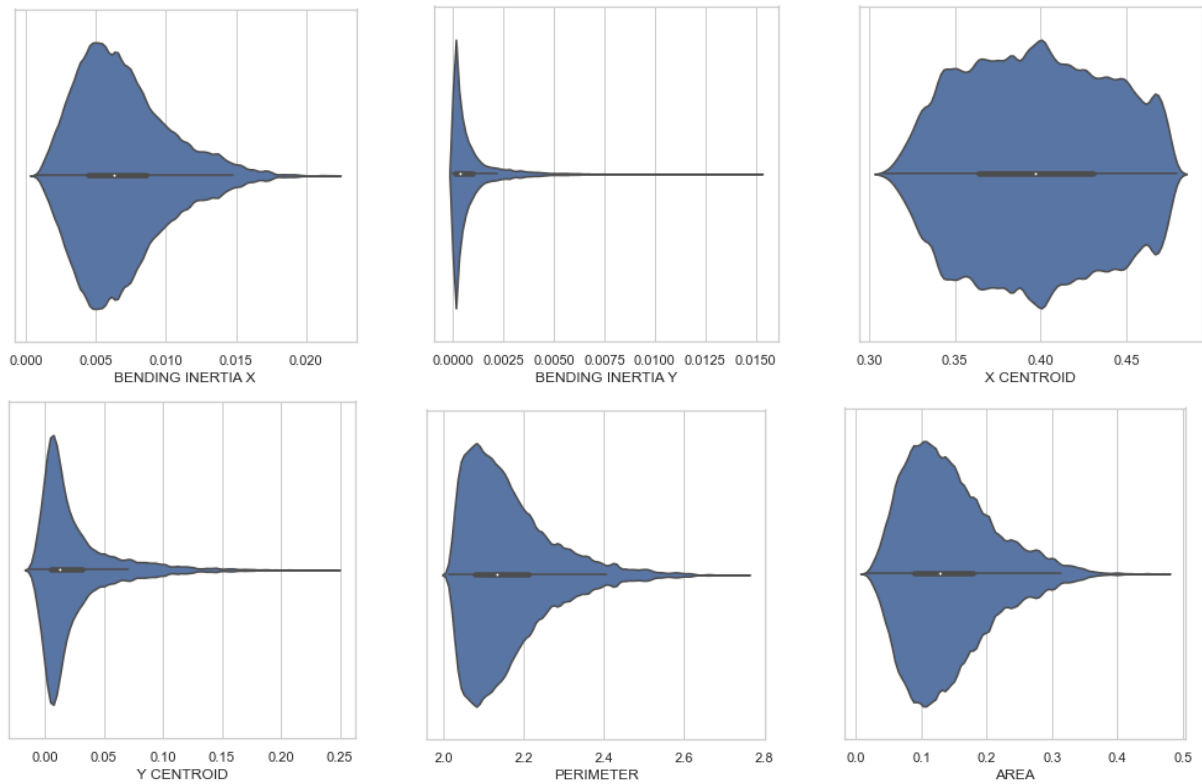 0.000 0.005 0.010 0.015 0.020
BENDING INERTIA X
0.0000 0.0025 0.0050 0.0075 0.0100 0.0125 0.0150
BENDING INERTIA Y
0.30 0.35 0.40 0.45
X CENTROID
0.00 0.05 0.10 0.15 0.20 0.25
Y CENTROID
2.0 2.2 2.4 2.6 2.8
PERIMETER
0.0 0.1 0.2 0.3 0.4 0.5
AREA